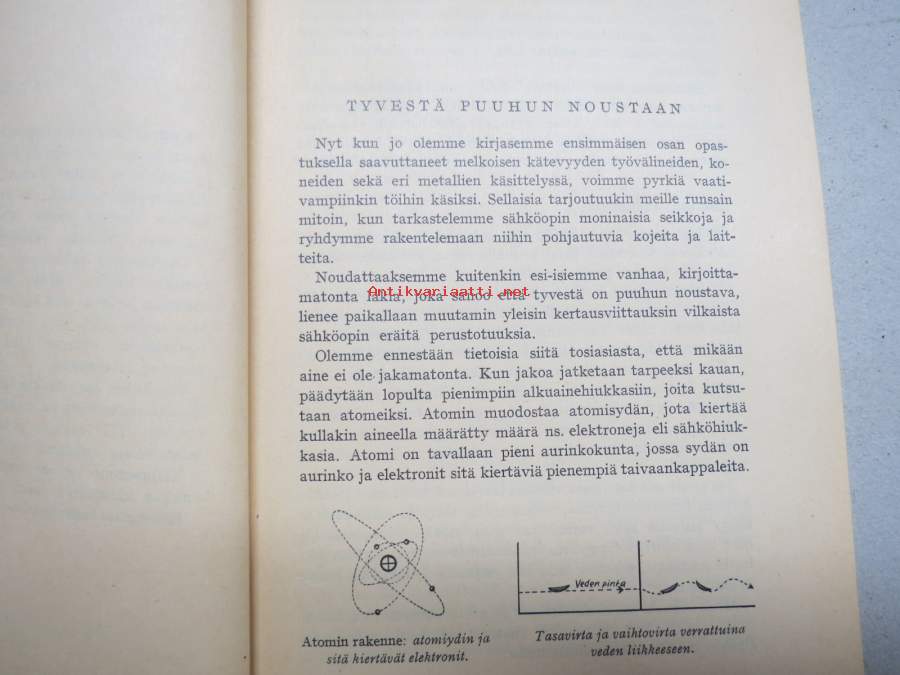 TYVESTÄ PUUHUN NOUSTAAN
Nyt kun jo olemme kirjasemme ensimmäisen osan opas-
tuksella saavuttaneet melkoisen kätevyyden työvälineiden, ko-
neiden sekä eri metallien käsittelyssä, voimme pyrkiä vaati-
vampiinkin töihin käsiksi. Sellaisia tarjoutuukin meille runsain
mitoin, kun tarkastelemme sähköopin moninaisia seikkoja ja
ryhdymme rakentelemaan niihin pohjautuvia kojeita ja lait-
teita.
Noudattaaksemme kuitenkin esi-isiemme vanhaa, kirjoitta-
Antikvariaatti.net
matonta lakia, joka sanoo että tyvestä on puuhun noustava,
lienee paikallaan muutamin yleisin kertausviittauksin vilkaista
sähköopin eräitä perustotuuksia.
Olemme ennestään tietoisia siitä tosiasiasta, että mikään
aine ei ole jakamatonta. Kun jakoa jatketaan tarpeeksi kauan,
päädytään lopulta pienimpiin alkuainehiukkasiin, joita kutsu-
taan atomeiksi. Atomin muodostaa atomisydän, jota kiertää
kullakin aineella määrätty määrä ns. elektroneja eli sähköhiuk-
kasia. Atomi on tavallaan pieni aurinkokunta, jossa sydän on
aurinko ja elektronit sitä kiertäviä pienempiä taivaankappaleita.
Veden pinta
Atomin rakenne: atomiydin ja
sitä kiertävät elektronit.
Tasavirta ja vaihtovirta verrattuina
veden liikkeeseen.